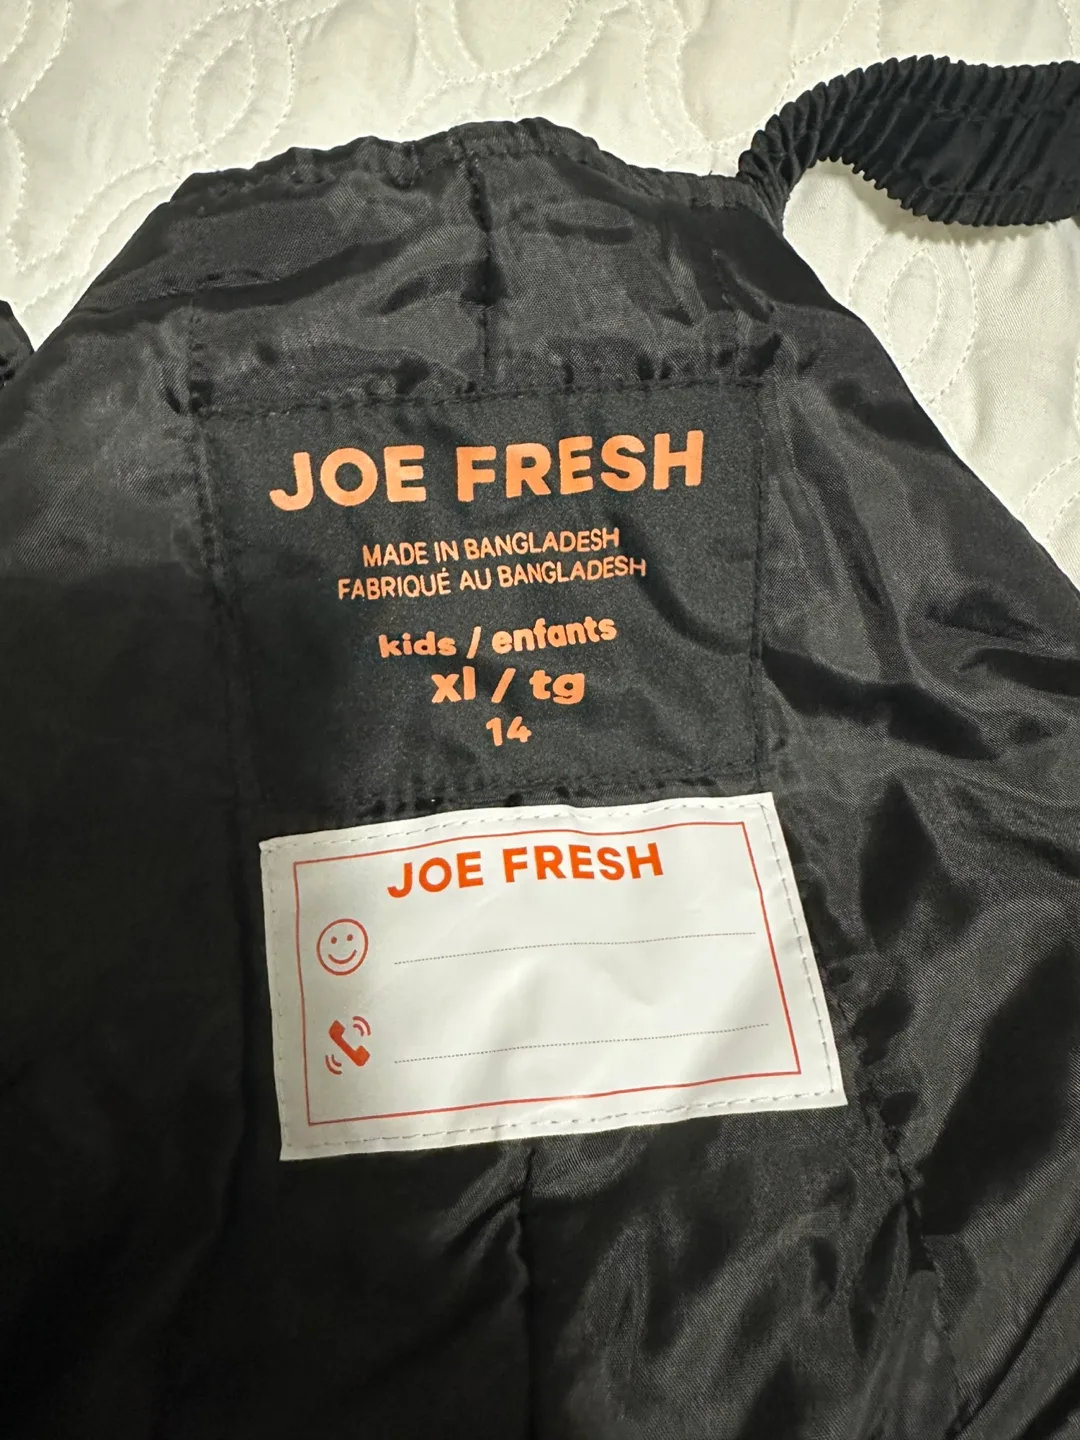 JOE FRESH
MADE IN BANGLADESH
FABRIQUÉ AU BANGLADESH
kids / enfants
xl / tg
14
JOE FRESH